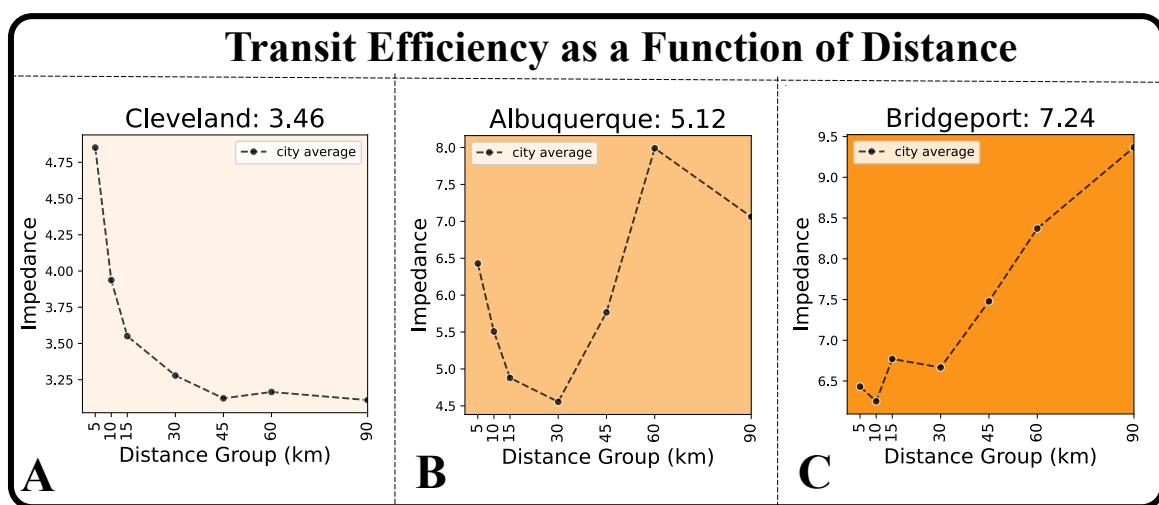 Transit Efficiency as a Function of Distance
Cleveland: 3.46
city average
Impedance
4.75
4.50
4.25
4.00
3.75
3.50
3.25
5 10 15 30 45 60 90
Distance Group (km)
A
Albuquerque: 5.12
city average
Impedance
8.0
7.5
7.0
6.5
6.0
5.5
5.0
4.5
5 10 15 30 45 60 90
Distance Group (km)
B
Bridgeport: 7.24
city average
Impedance
9.5
9.0
8.5
8.0
7.5
7.0
6.5
5 10 15 30 45 60 90
Distance Group (km)
C